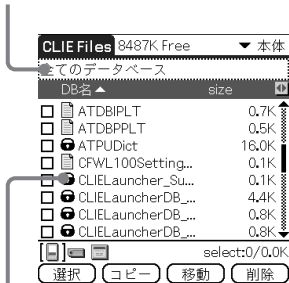 CLIE Files 8487K Free ▼ 本体
全てのデータベース
DB名▲ size
ATDBIPLT 0.7K
ATDBPPLT 0.5K
ATPUDict 16.0K
CFWL100Setting... 0.1K
CLIELauncher_Su... 0.1K
CLIELauncherDB_... 4.4K
CLIELauncherDB_... 0.8K
CLIELauncherDB_... 0.8K
select:0/0.0K
選択 コピー 移動 削除